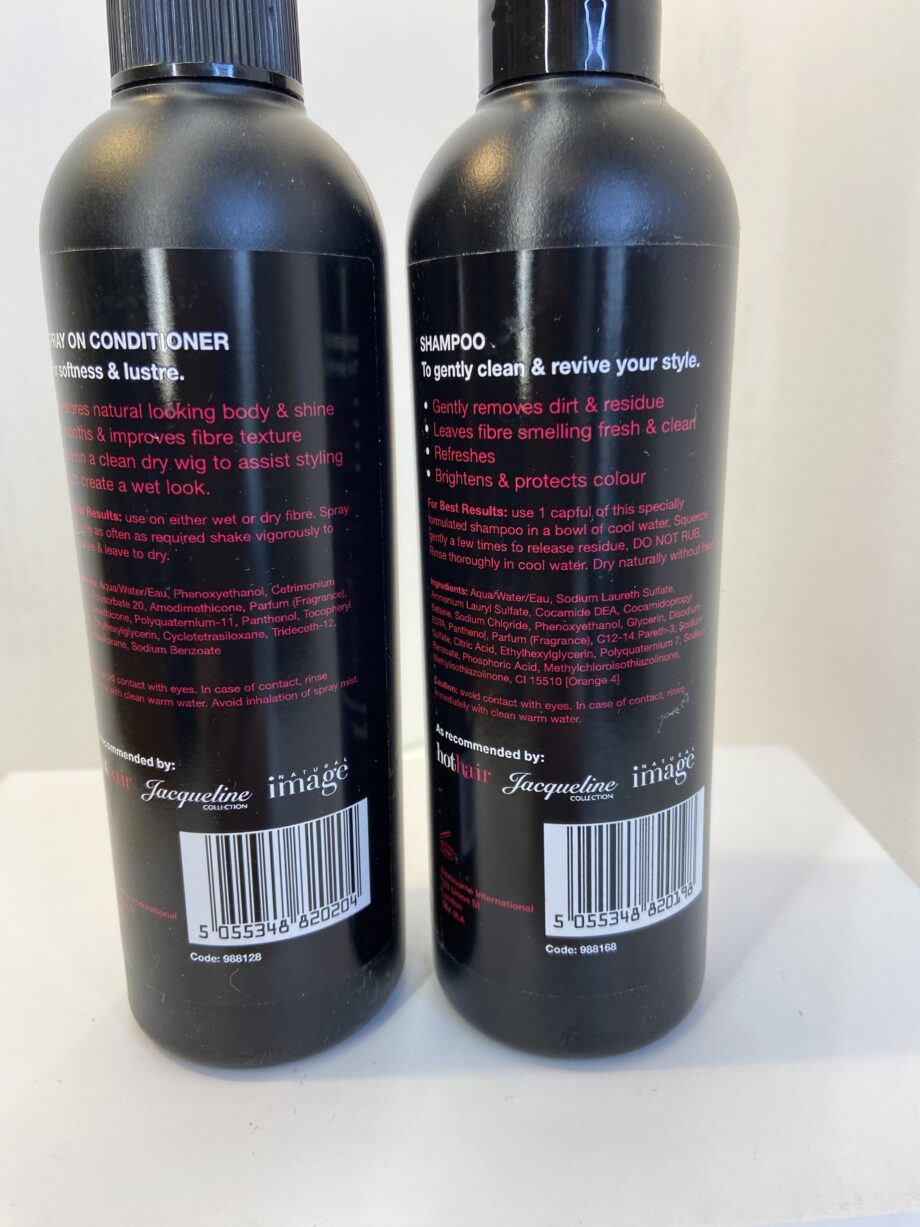 RAY ON CONDITIONER
softness & lustre.
natural looking body & shine
& improves fibre texture
on a clean dry wig to assist styling
create a wet look.
Results: use on either wet or dry fibre. Spray
as often as required shake vigorously to
& leave to dry.
Aqua/Water/Eau, Phenoxyethanol, Cetrimonium
Polysorbate 20, Amodimethicone, Parfum (Fragrance),
Polyquaternium-11, Panthenol, Tocopheryl
Ethylhexylglycerin, Cyclotetrasiloxane, Trideceth-12,
Sodium Benzoate
contact with eyes. In case of contact, rinse
with clean warm water. Avoid inhalation of spray mist.
recommended by:
hair
Jacqueline
COLLECTION
NATURAL
image
International
5 055348 820204
Code: 988128
SHAMPOO
To gently clean & revive your style.
• Gently removes dirt & residue
• Leaves fibre smelling fresh & clean
• Refreshes
• Brightens & protects colour
For Best Results: use 1 capful of this specially
formulated shampoo in a bowl of cool water. Squeeze
gently a few times to release residue, DO NOT RUB.
Rinse thoroughly in cool water. Dry naturally without heat.
Ingredients: Aqua/Water/Eau, Sodium Laureth Sulfate,
Ammonium Lauryl Sulfate, Cocamide DEA, Cocamidopropyl
Betaine, Sodium Chloride, Phenoxyethanol, Glycerin, Disodium
EDTA, Panthenol, Parfum (Fragrance), C12-14 Pareth-3, Sodium
Sulfate, Citric Acid, Ethylhexylglycerin, Polyquaternium 7, Sodium
Benzoate, Phosphoric Acid, Methylchloroisothiazolinone,
Methylisothiazolinone, CI 15510 [Orange 4]
Caution: avoid contact with eyes. In case of contact, rinse
immediately with clean warm water.
As recommended by:
hothair
Jacqueline
COLLECTION
NATURAL
image
International
Union St
London
5 055348 820198
Code: 988168